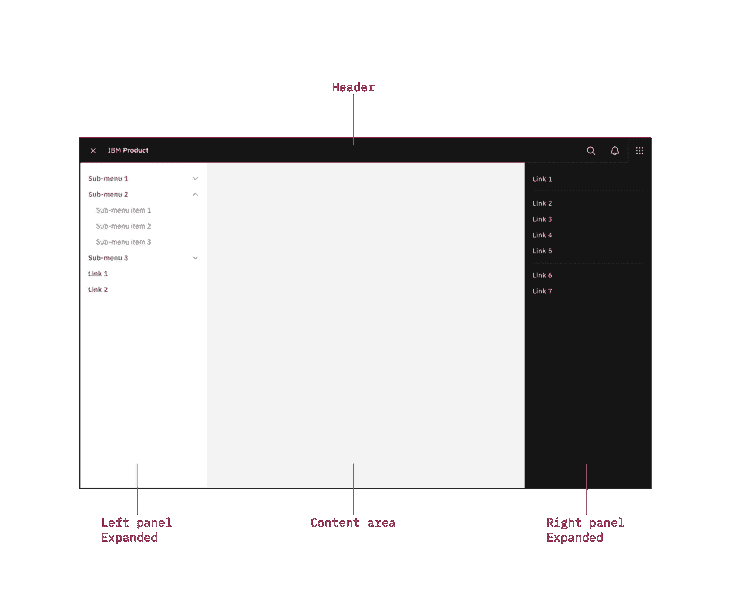 Header
IBM Product
Sub-menu 1
Sub-menu 2
Sub-menu item 1
Sub-menu item 2
Sub-menu item 3
Sub-menu 3
Link 1
Link 2
Link 1
Link 2
Link 3
Link 4
Link 5
Link 6
Link 7
Left panel
Expanded
Content area
Right panel
Expanded